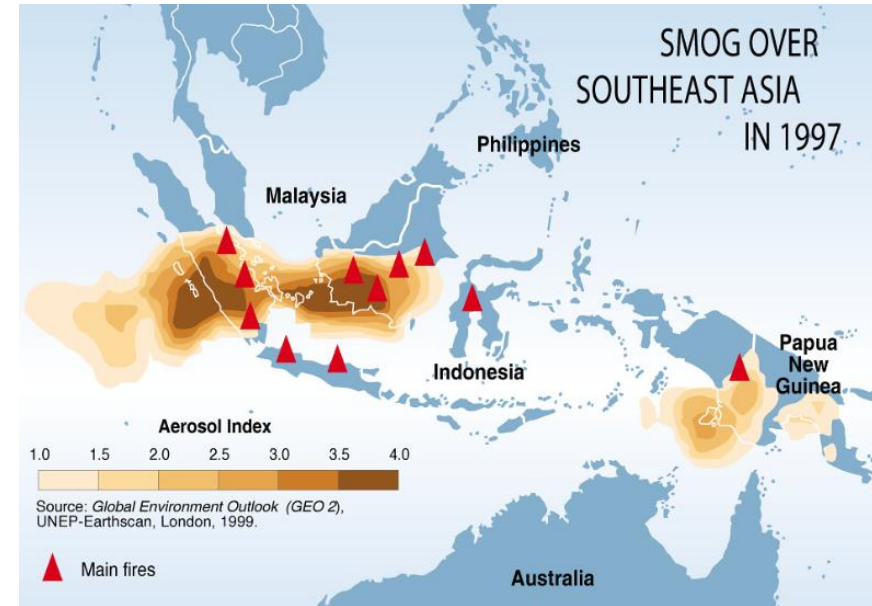 SMOG OVER
SOUTHEAST ASIA
IN 1997
Philippines
Malaysia
Indonesia
Papua
New
Guinea
Aerosol Index
1.0 1.5 2.0 2.5 3.0 3.5 4.0
Source: Global Environment Outlook (GEO 2),
UNEP-Earthscan, London, 1999.
Main fires
Australia